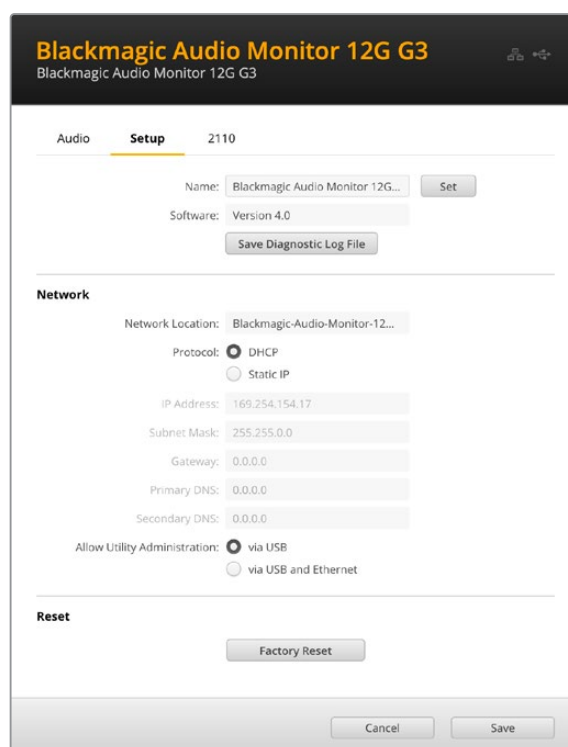 Blackmagic Audio Monitor 12G G3
Blackmagic Audio Monitor 12G G3
Audio Setup 2110
Name: Blackmagic Audio Monitor 12G... Set
Software: Version 4.0
Save Diagnostic Log File
Network
Network Location: Blackmagic-Audio-Monitor-12...
Protocol: DHCP
Static IP
IP Address: 169.254.154.17
Subnet Mask: 255.255.0.0
Gateway: 0.0.0.0
Primary DNS: 0.0.0.0
Secondary DNS: 0.0.0.0
Allow Utility Administration: via USB
via USB and Ethernet
Reset
Factory Reset
Cancel Save